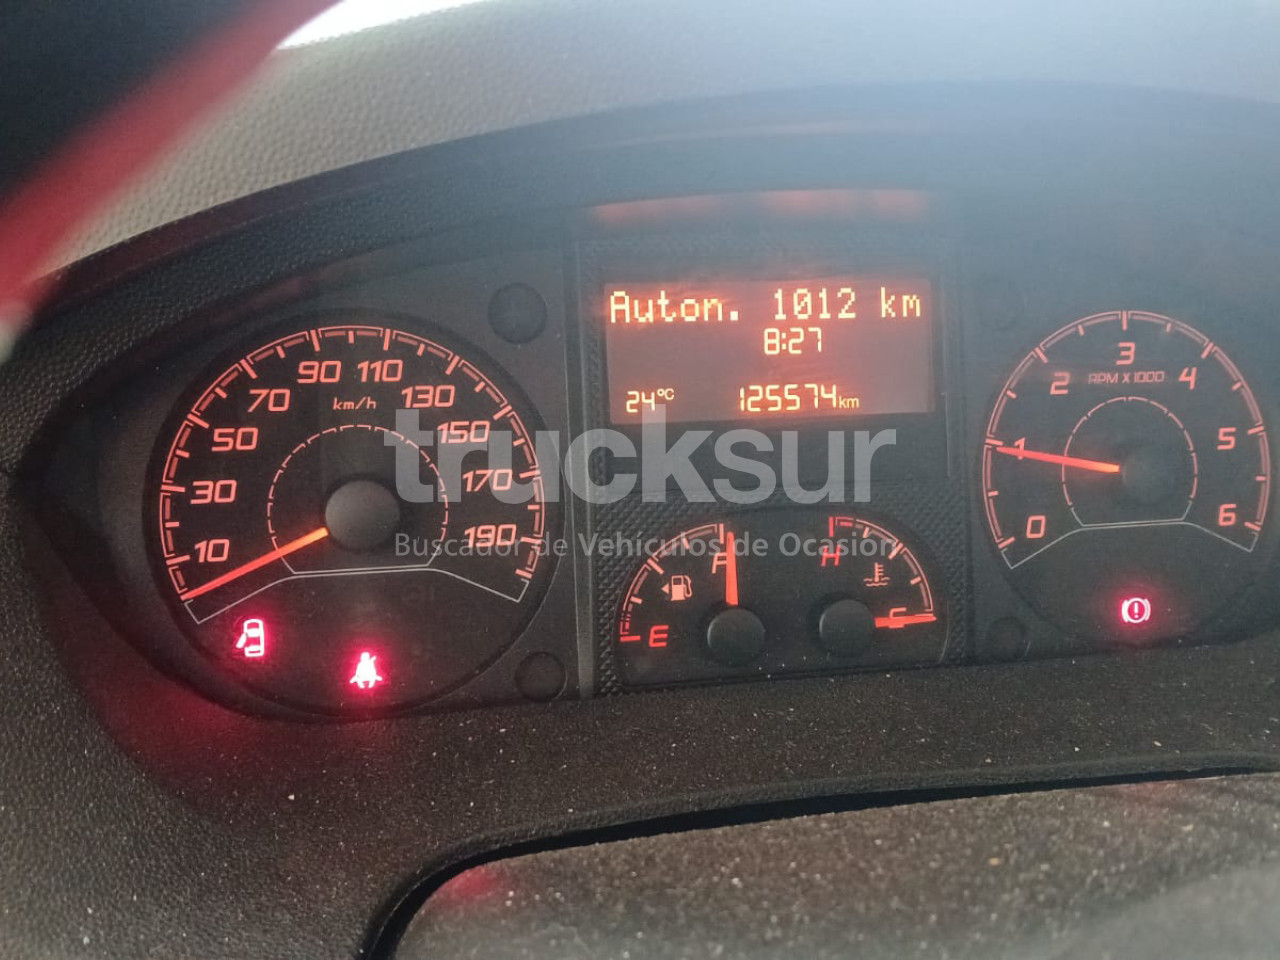 Auton. 1012 km
8:27
24°C 125574km
10 30 50 70 90 110 130 150 170 190
km/h
0 1 2 3 4 5 6
RPM X 1000
E F
H C
trucksur
Buscador de Vehículos de Ocasión